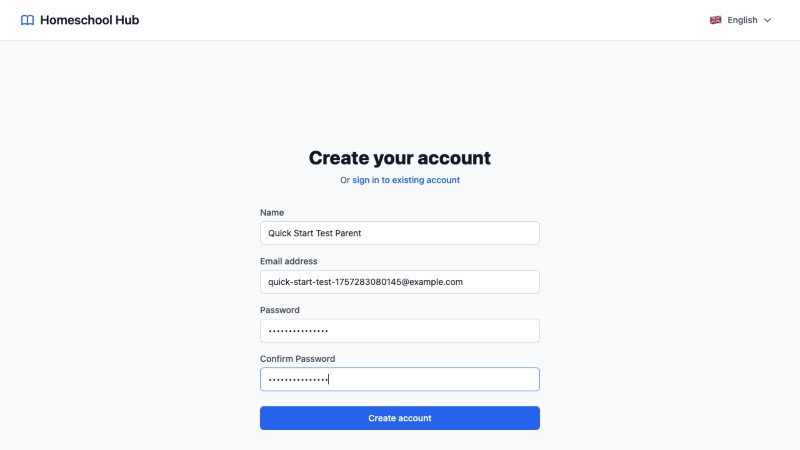 Homeschool Hub
English
Create your account
Or sign in to existing account
Name
Quick Start Test Parent
Email address
quick-start-test-1757283080145@example.com
Password
•••••••••••••••
Confirm Password
•••••••••••••••
Create account